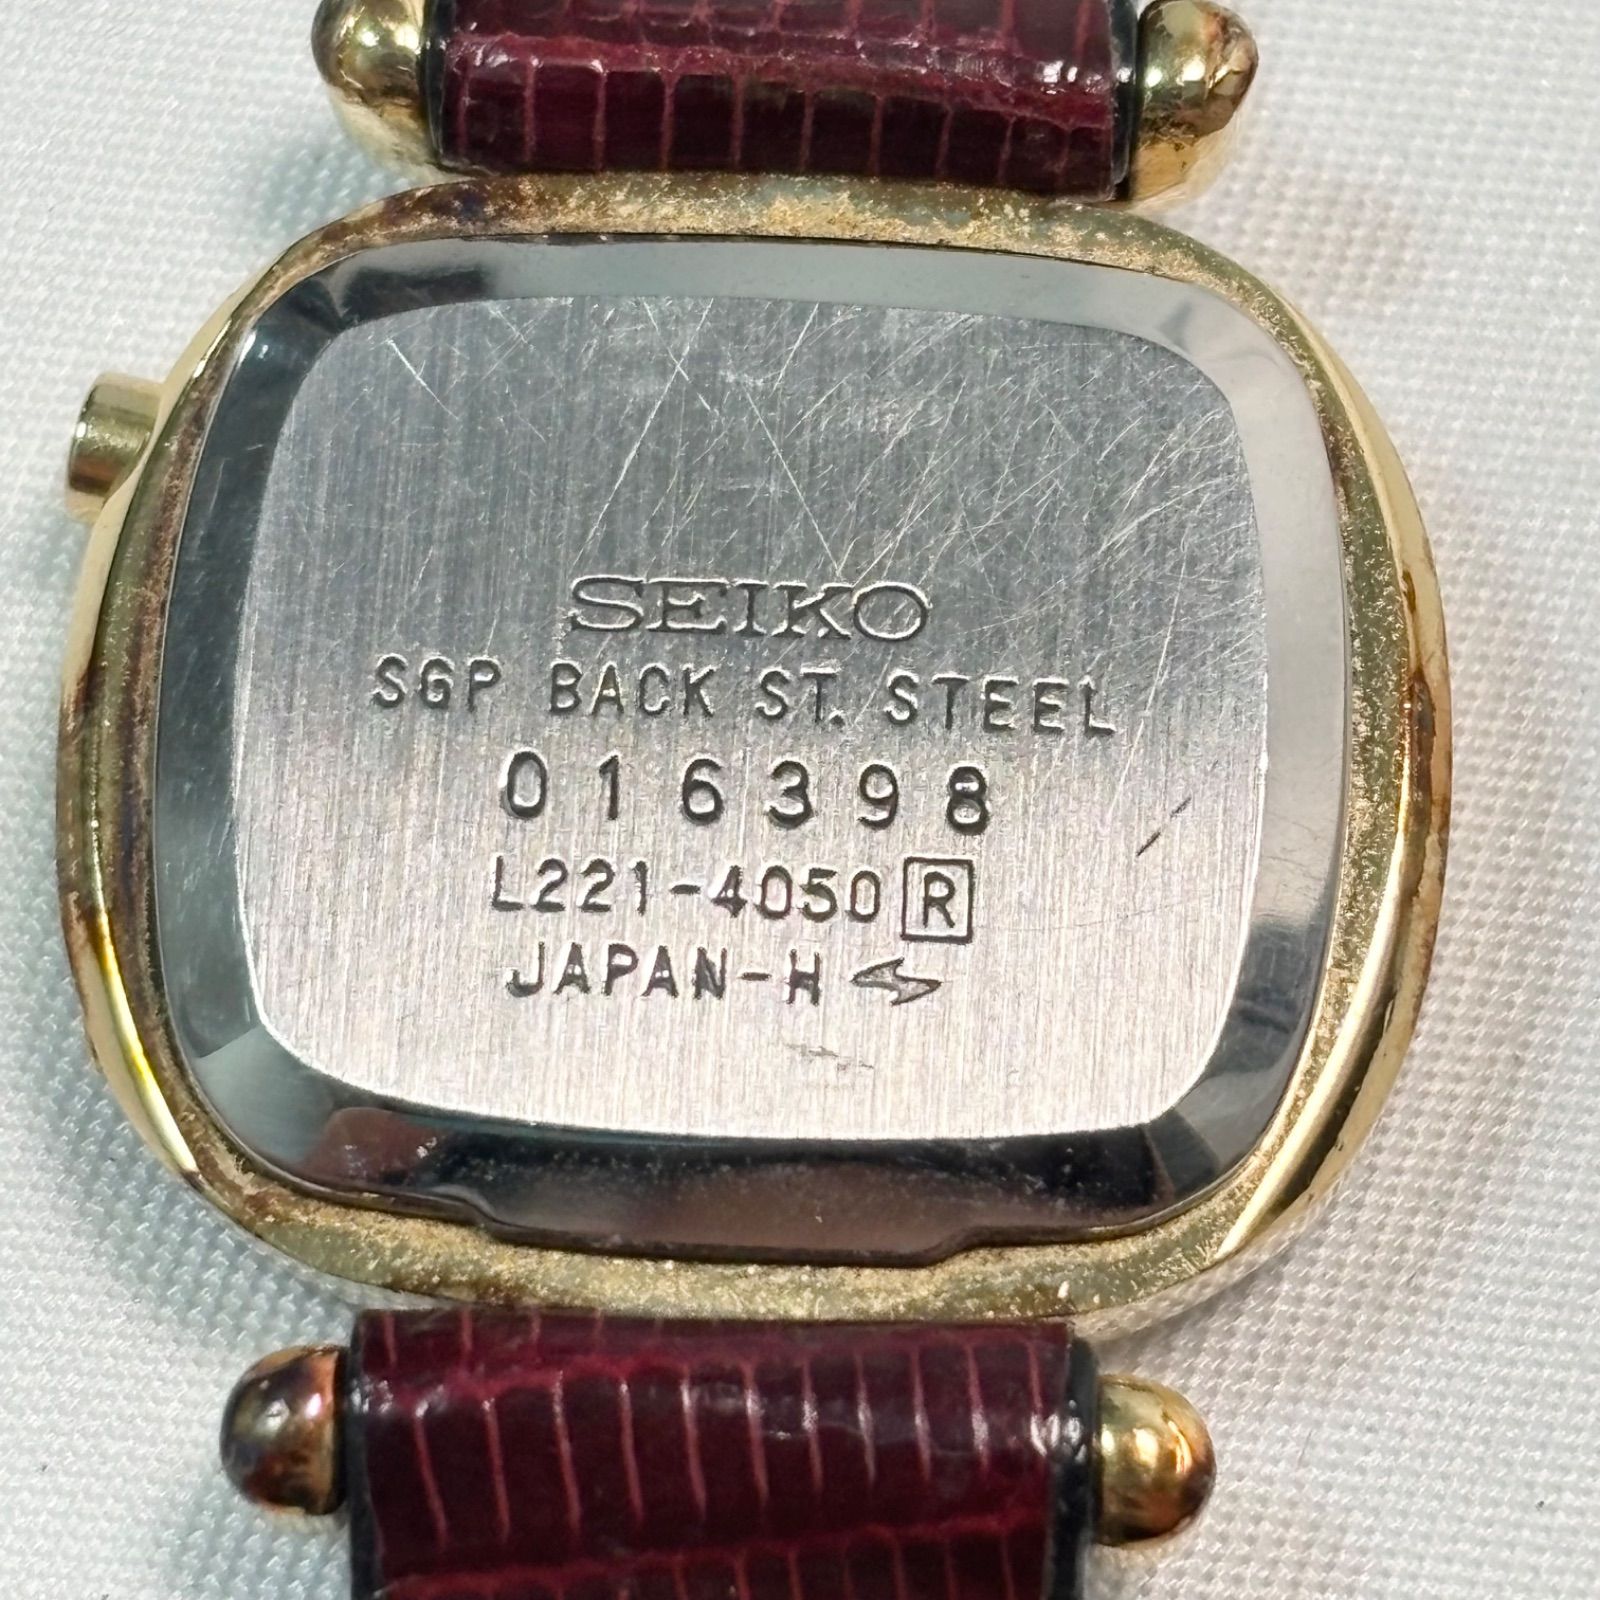 SEIKO
SGP BACK ST. STEEL
016398
L221-4050 R
JAPAN-H